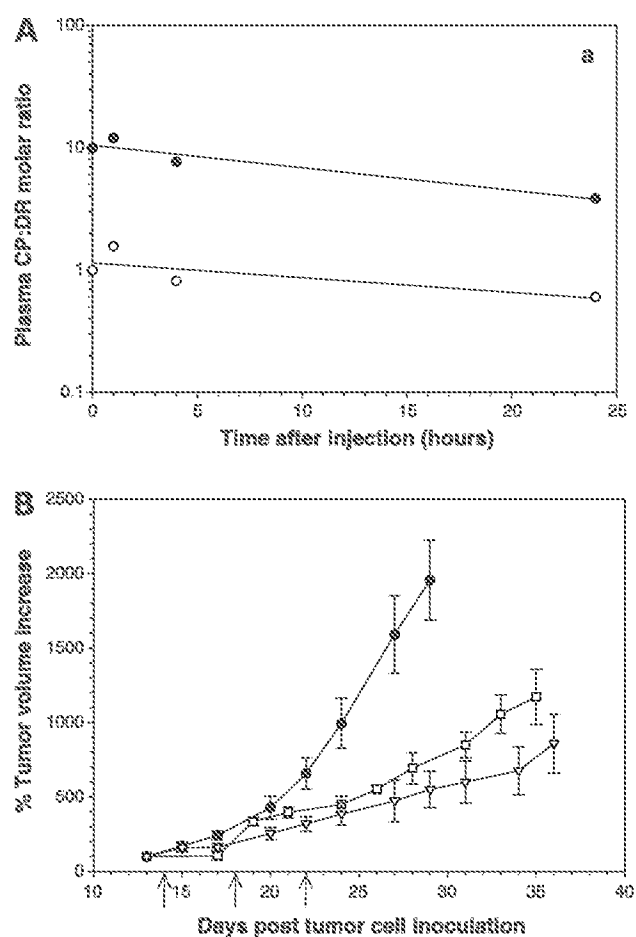 A
a
100
10
1
0.1
Plasma CP:DR molar ratio
0 5 10 15 20 25
Time after injection (hours)
B
2500
2000
1500
1000
500
0
% Tumor volume increase
10 15 20 25 30 35 40
Days post tumor cell inoculation